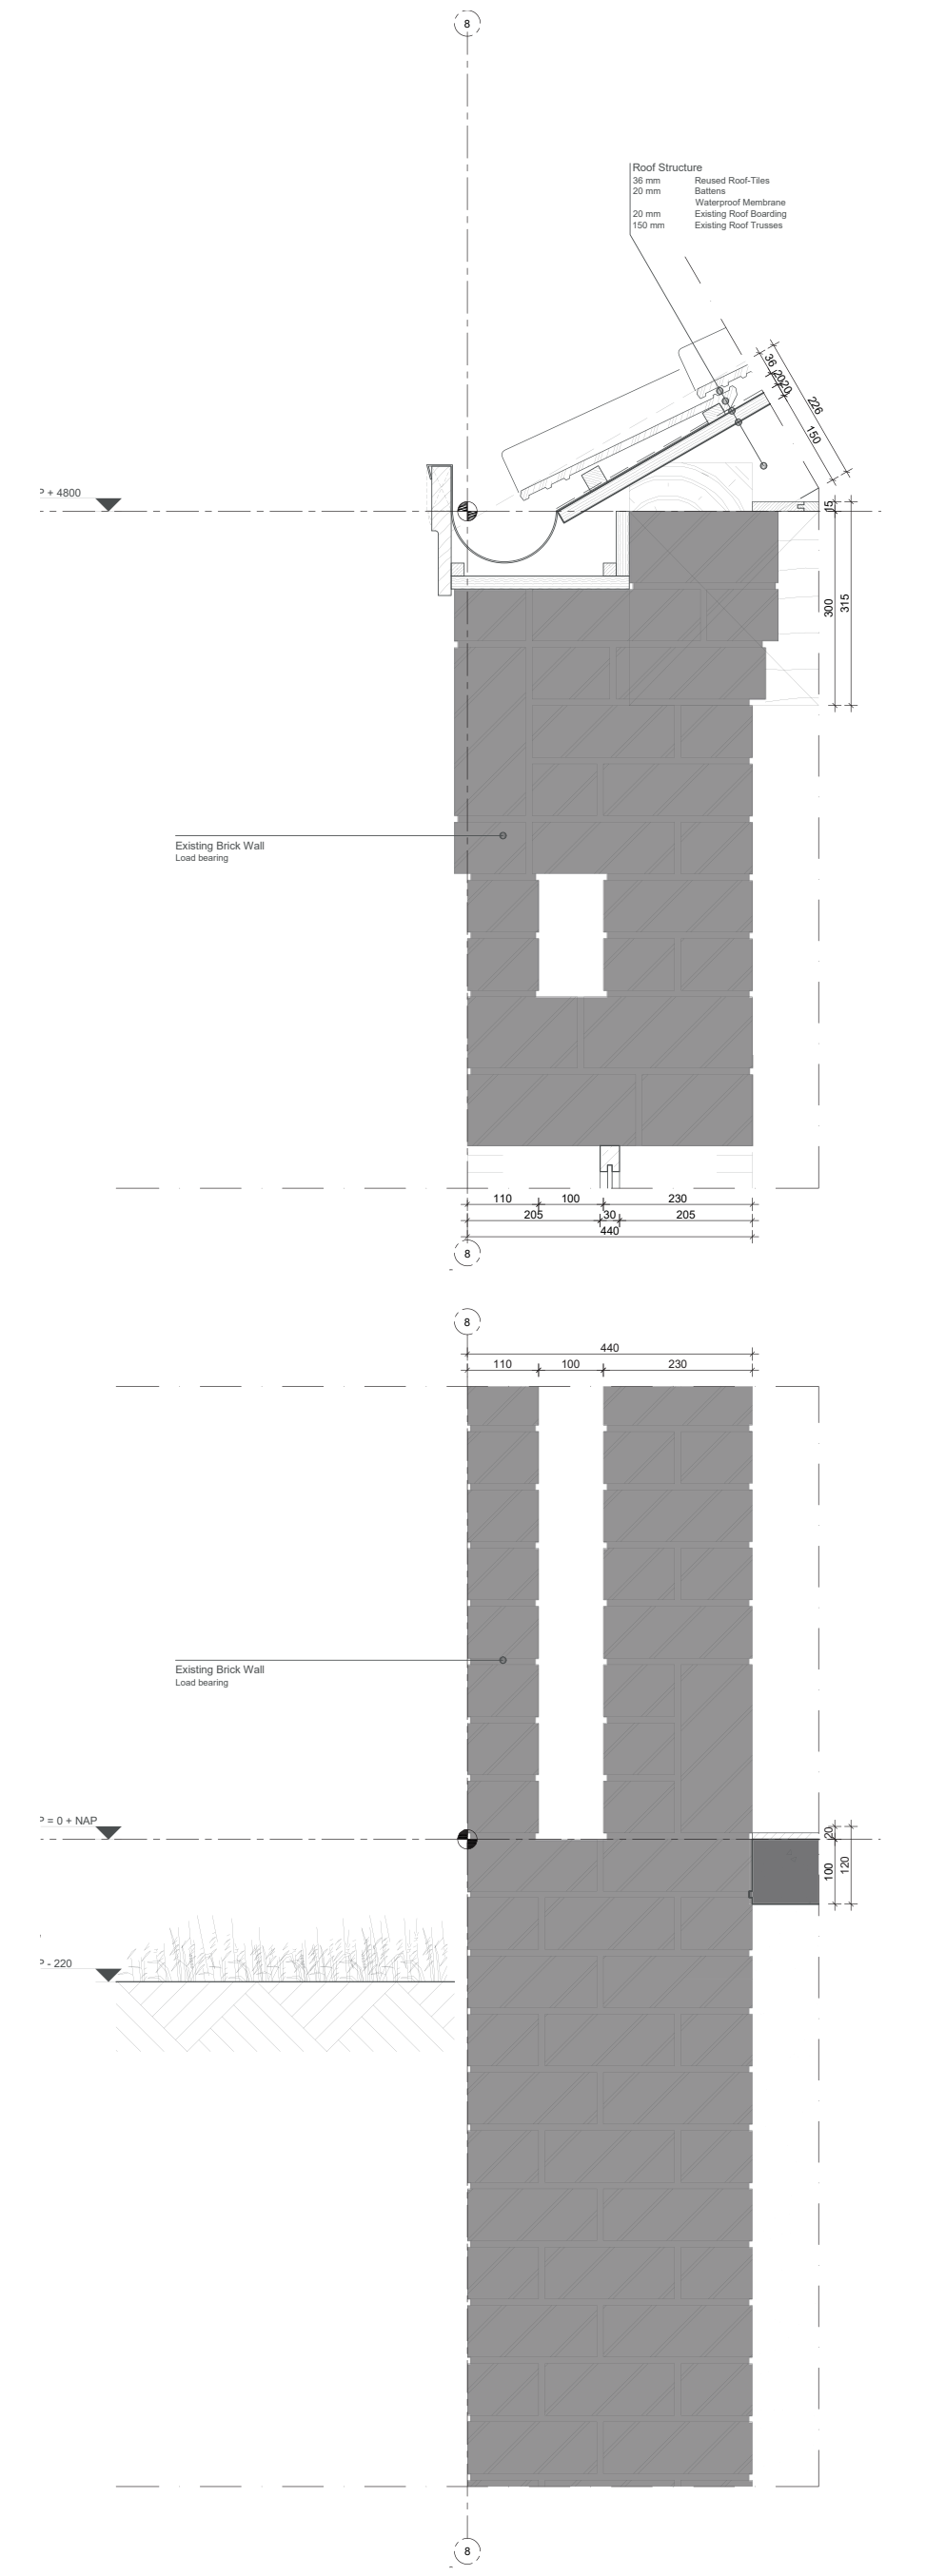 8
Roof Structure
36 mm Reused Roof-Tiles
20 mm Battens
Waterproof Membrane
20 mm Existing Roof Boarding
150 mm Existing Roof Trusses
36
20
20
226
150
P + 4800
15
300
315
Existing Brick Wall
Load bearing
110 100 230
205 30 205
440
8
8
440
110 100 230
Existing Brick Wall
Load bearing
P = 0 + NAP
20
100
120
P - 220
8